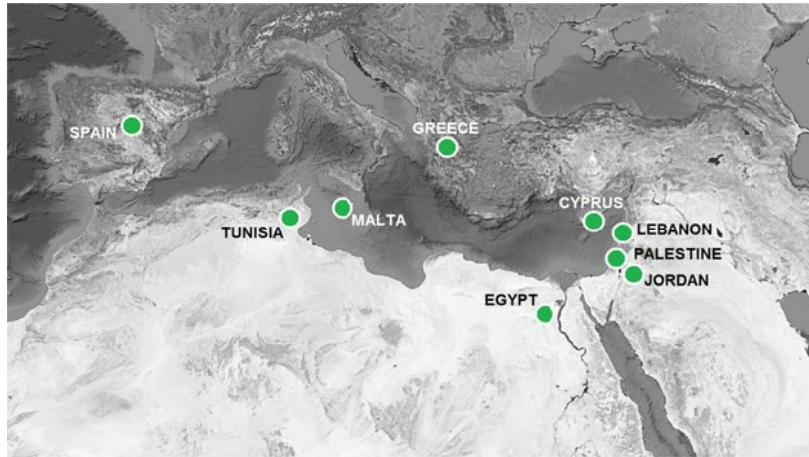 SPAIN
GREECE
CYPRUS
TUNISIA
MALTA
LEBANON
PALESTINE
JORDAN
EGYPT